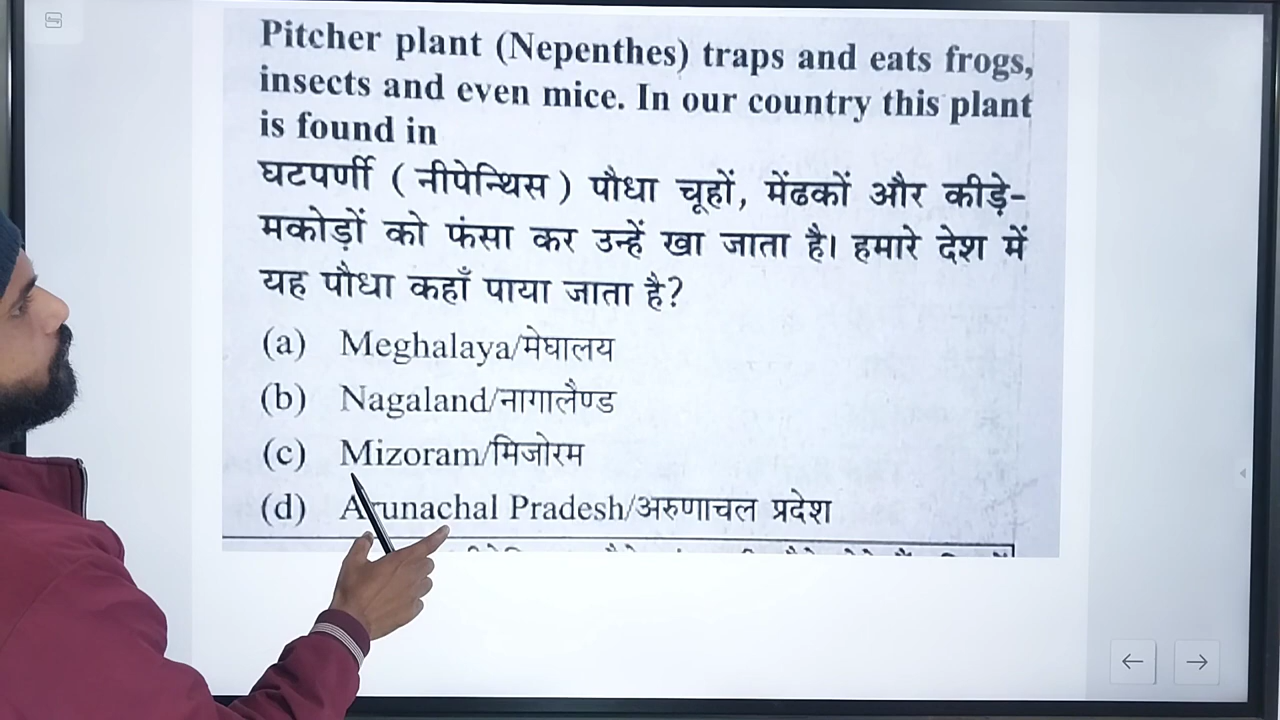 Pitcher plant (Nepenthes) traps and eats frogs,
insects and even mice. In our country this plant
is found in
घटपर्णी ( नीपेन्थिस ) पौधा चूहों, मेंढकों और कीड़े-
मकोड़ों को फंसा कर उन्हें खा जाता है। हमारे देश में
यह पौधा कहाँ पाया जाता है?
(a) Meghalaya/मेघालय
(b) Nagaland/नागालैण्ड
(c) Mizoram/मिजोरम
(d) Arunachal Pradesh/अरुणाचल प्रदेश